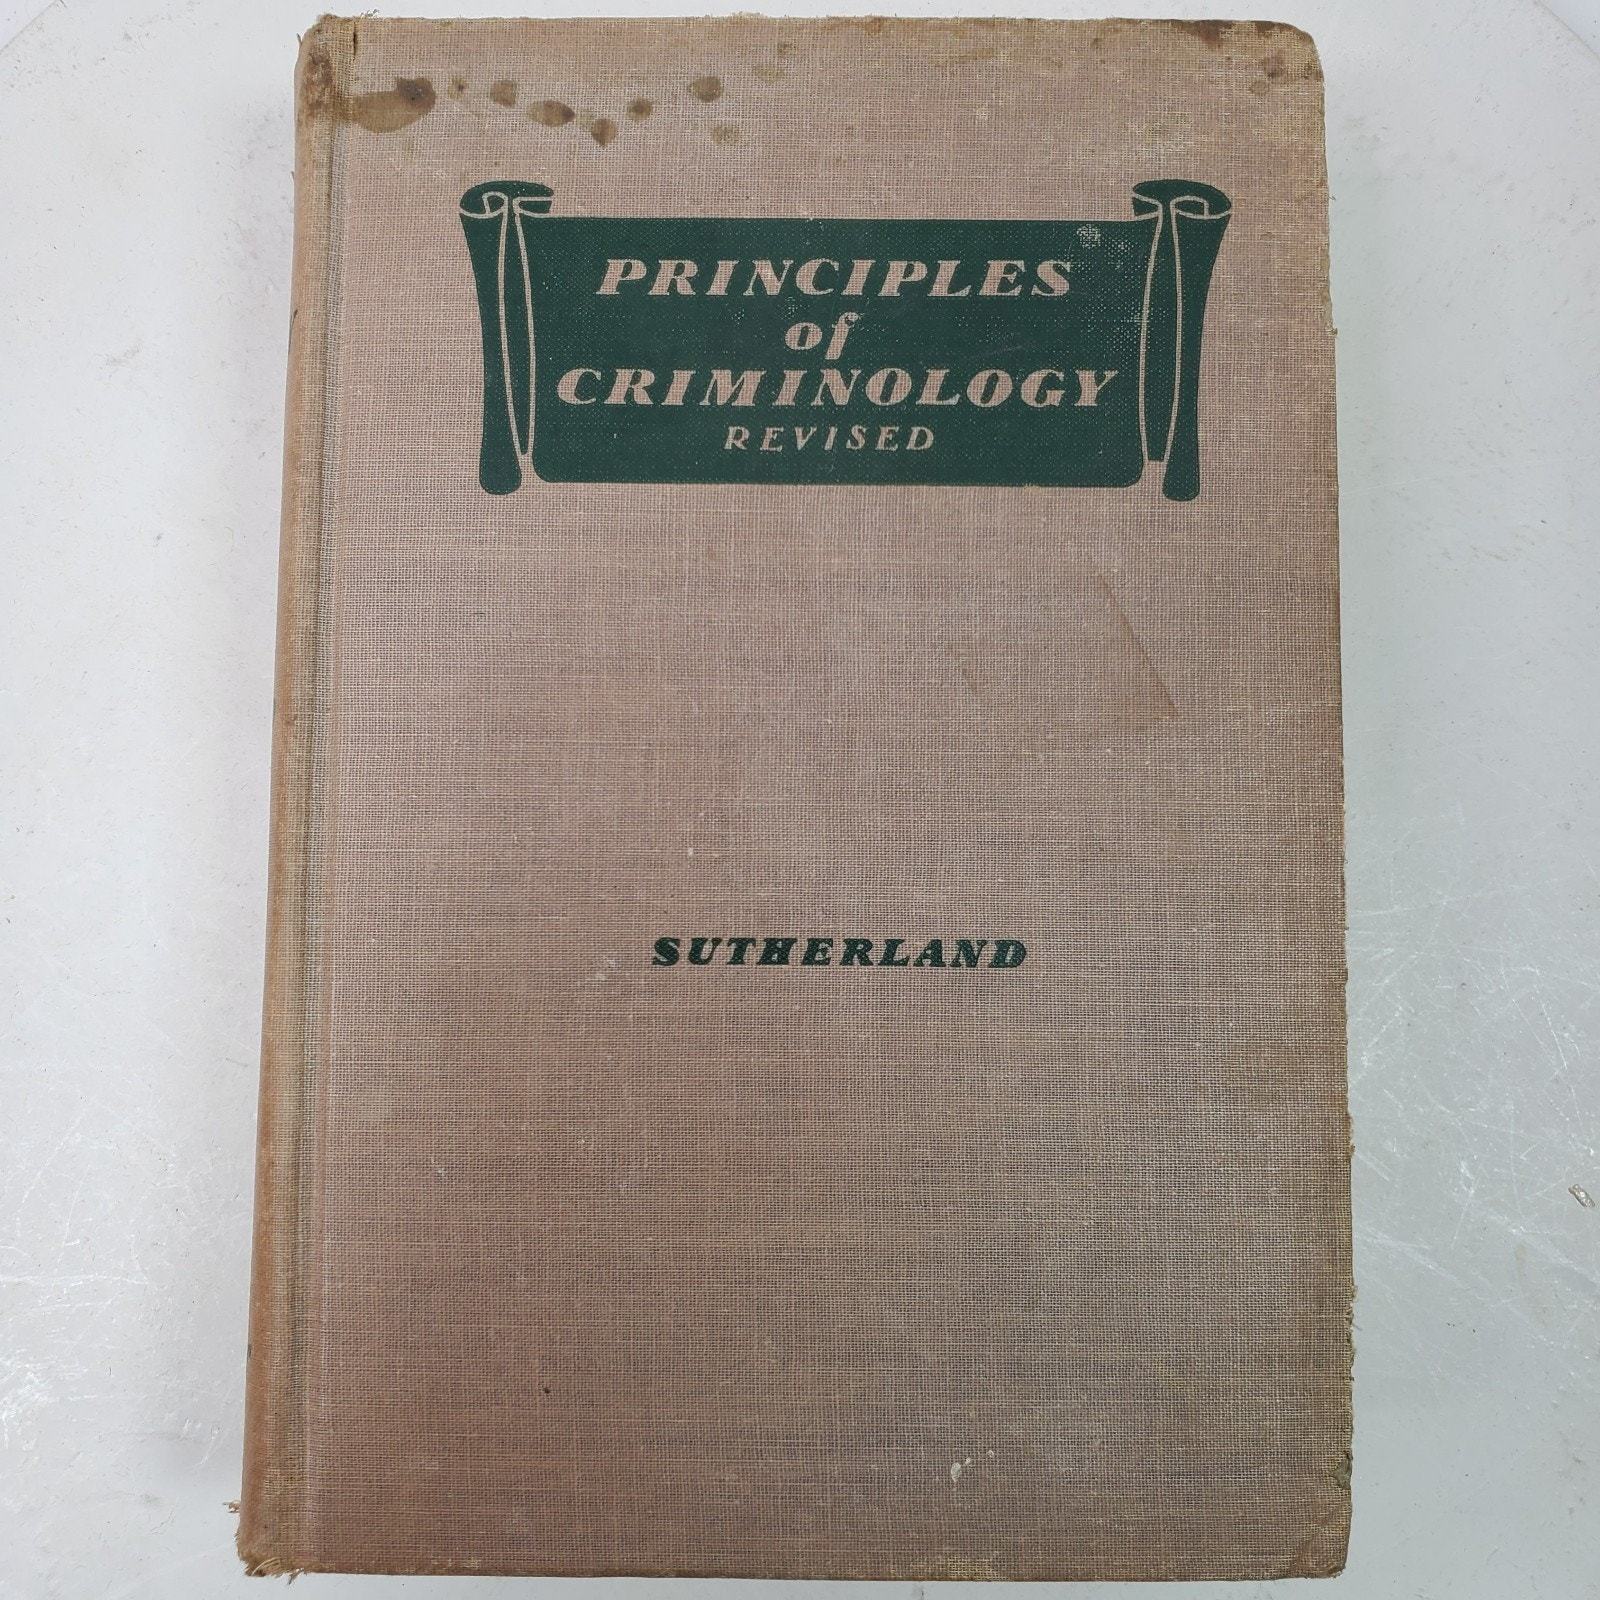 PRINCIPLES
of
CRIMINOLOGY
REVISED
SUTHERLAND